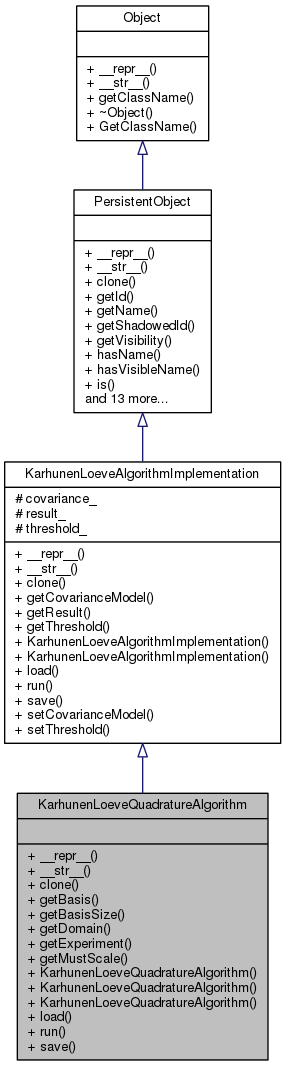 Object
+ __repr__()
+ __str__()
+ getClassName()
+ ~Object()
+ GetClassName()
PersistentObject
+ __repr__()
+ __str__()
+ clone()
+ getId()
+ getName()
+ getShadowedId()
+ getVisibility()
+ hasName()
+ hasVisibleName()
+ is()
and 13 more...
KarhunenLoeveAlgorithmImplementation
# covariance_
# result_
# threshold_
+ __repr__()
+ __str__()
+ clone()
+ getCovarianceModel()
+ getResult()
+ getThreshold()
+ KarhunenLoeveAlgorithmImplementation()
+ KarhunenLoeveAlgorithmImplementation()
+ load()
+ run()
+ save()
+ setCovarianceModel()
+ setThreshold()
KarhunenLoeveQuadratureAlgorithm
+ __repr__()
+ __str__()
+ clone()
+ getBasis()
+ getBasisSize()
+ getDomain()
+ getExperiment()
+ getMustScale()
+ KarhunenLoeveQuadratureAlgorithm()
+ KarhunenLoeveQuadratureAlgorithm()
+ KarhunenLoeveQuadratureAlgorithm()
+ load()
+ run()
+ save()